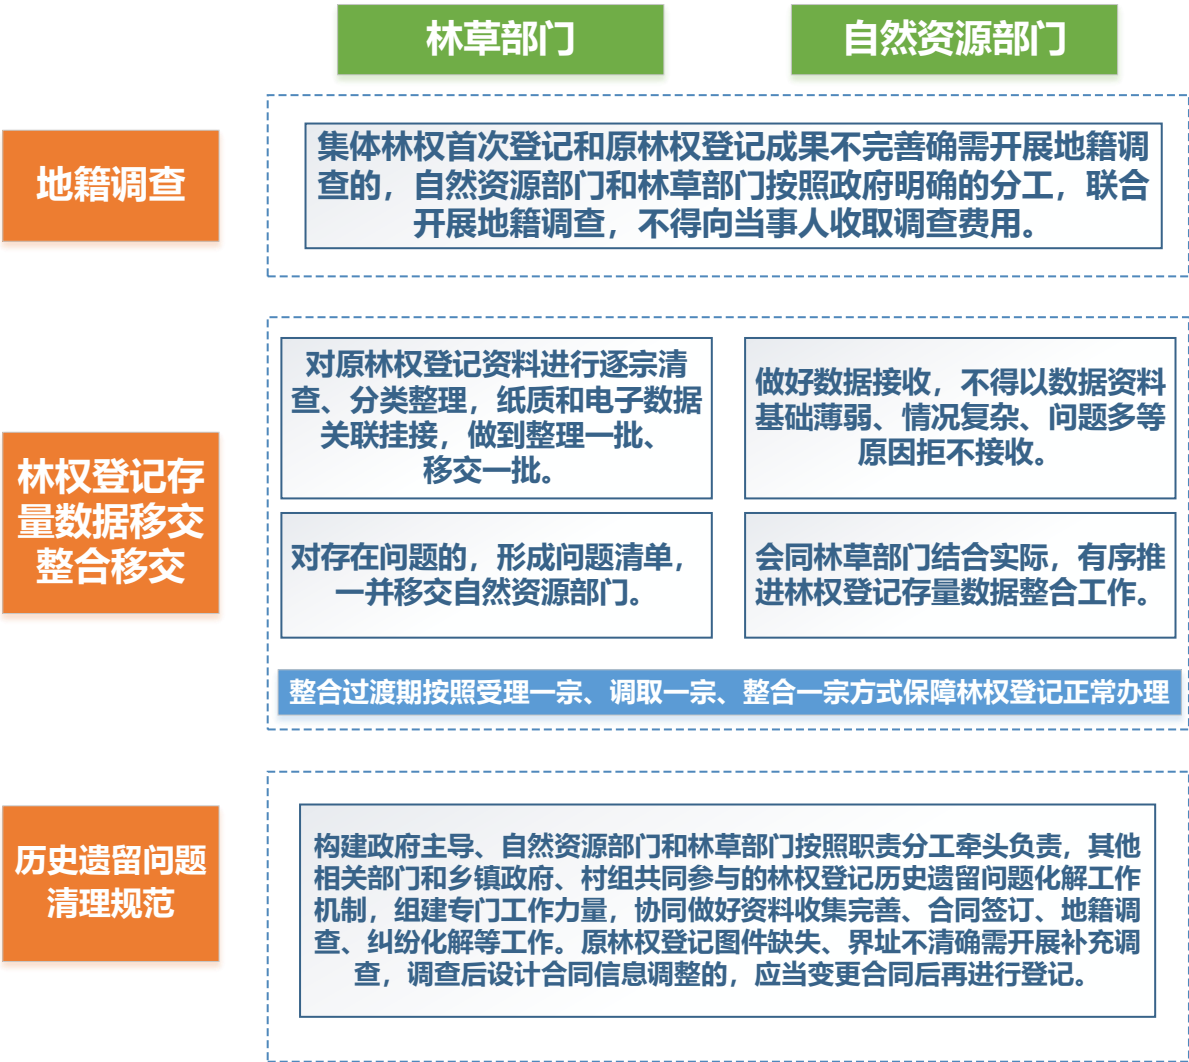 林草部门
自然资源部门
地籍调查
集体林权首次登记和原林权登记成果不完善确需开展地籍调
查的，自然资源部门和林草部门按照政府明确的分工，联合
开展地籍调查，不得向当事人收取调查费用。
林权登记存
量数据移交
整合移交
对原林权登记资料进行逐宗清
查、分类整理，纸质和电子数据
关联挂接，做到整理一批、
移交一批。
做好数据接收，不得以数据资料
基础薄弱、情况复杂、问题多等
原因拒不接收。
对存在问题的，形成问题清单，
一并移交自然资源部门。
会同林草部门结合实际，有序推
进林权登记存量数据整合工作。
整合过渡期按照受理一宗、调取一宗、整合一宗方式保障林权登记正常办理
历史遗留问题
清理规范
构建政府主导、自然资源部门和林草部门按照职责分工牵头负责，其他
相关部门和乡镇政府、村组共同参与的林权登记历史遗留问题化解工作
机制，组建专门工作力量，协同做好资料收集完善、合同签订、地籍调
查、纠纷化解等工作。原林权登记图件缺失、界址不清确需开展补充调
查，调查后设计合同信息调整的，应当变更合同后再进行登记。